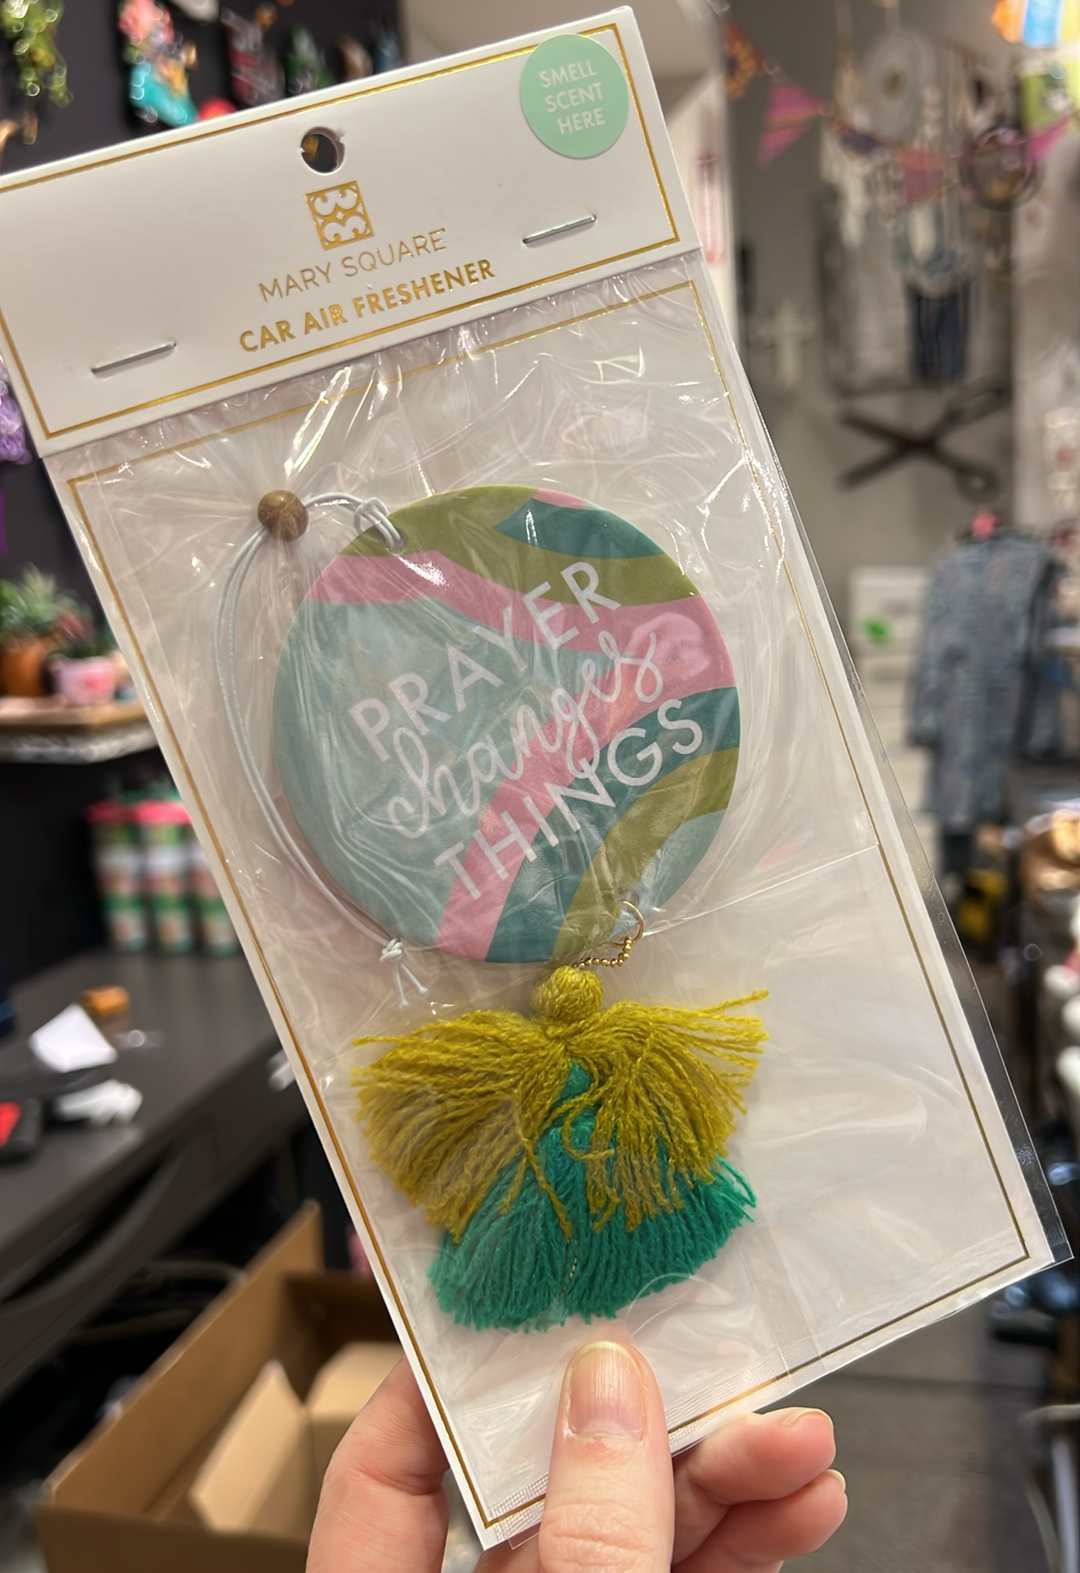 SMELL
SCENT
HERE
MARY SQUARE
CAR AIR FRESHENER
PRAYER
changes
THINGS